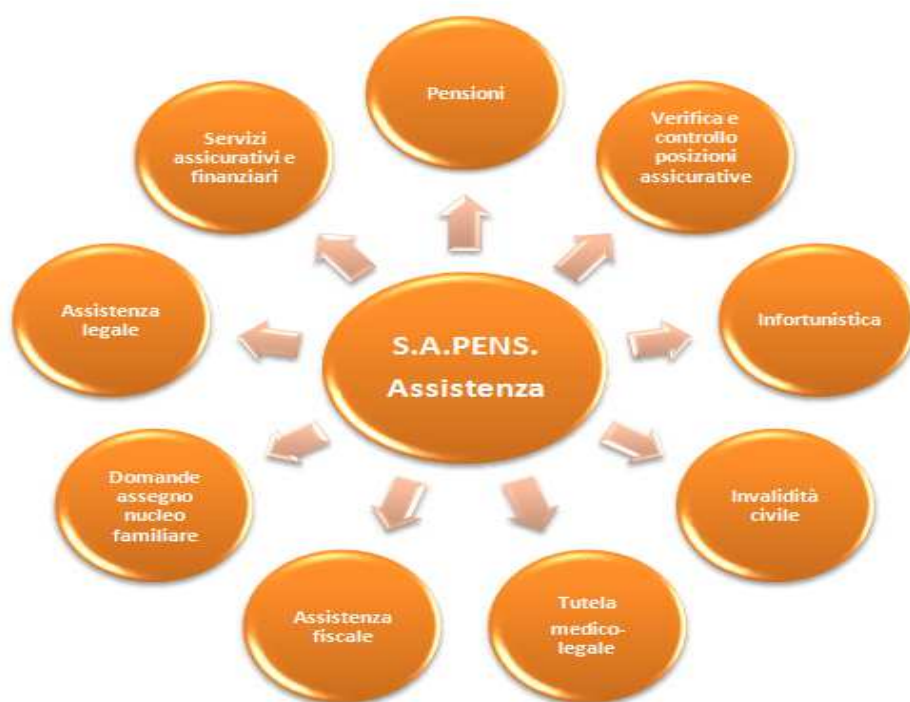 Pensioni
Verifica e
controllo
posizioni
assicurative
Infortunistica
Invalidità
civile
Tutela
medico-
legale
Assistenza
fiscale
Domande
assegno
nucleo
familiare
Assistenza
legale
Servizi
assicurativi e
finanziari
S.A.PENS.
Assistenza